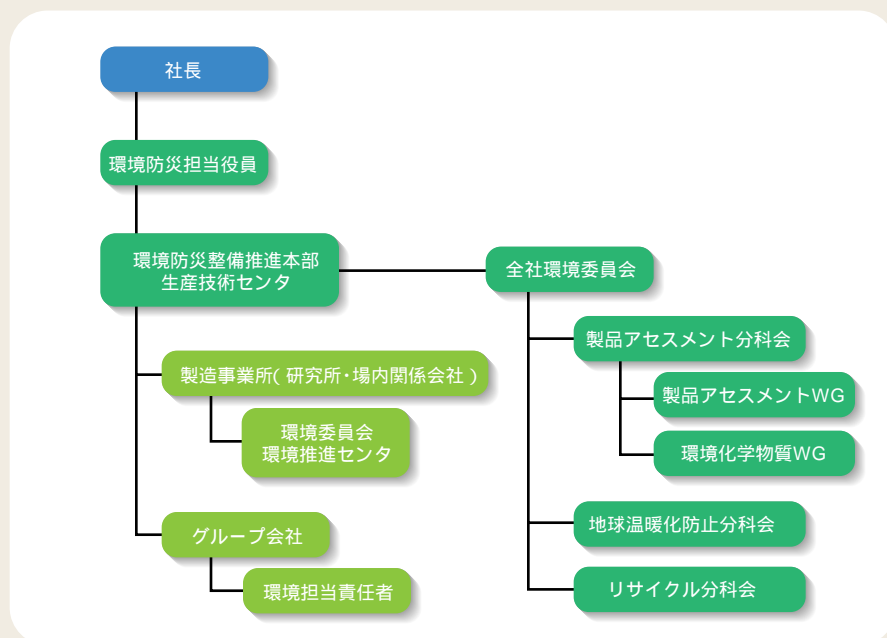 社長
環境防災担当役員
環境防災整備推進本部
生産技術センタ
全社環境委員会
製品アセスメント分科会
製造事業所(研究所・場内関係会社)
製品アセスメントWG
環境委員会
環境推進センタ
環境化学物質WG
グループ会社
地球温暖化防止分科会
環境担当責任者
リサイクル分科会